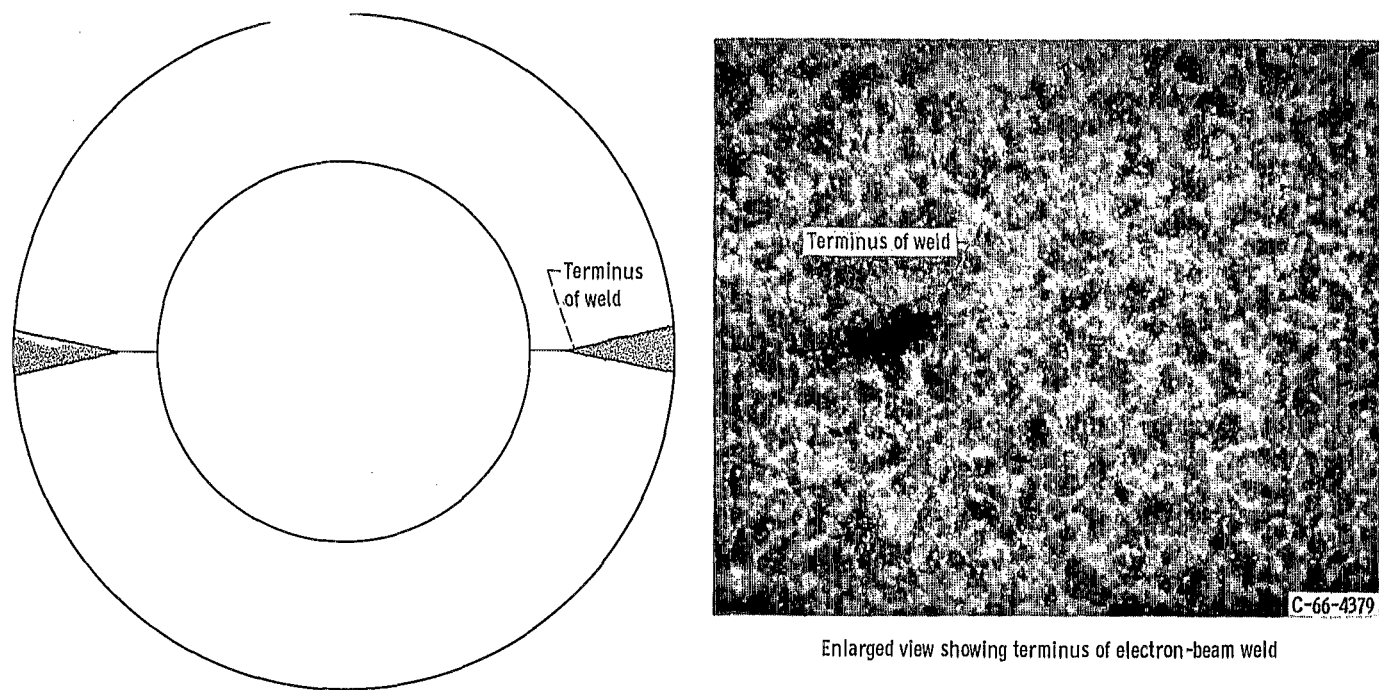 Terminus
of weld
Terminus of weld
C-66-4379
Enlarged view showing terminus of electron-beam weld